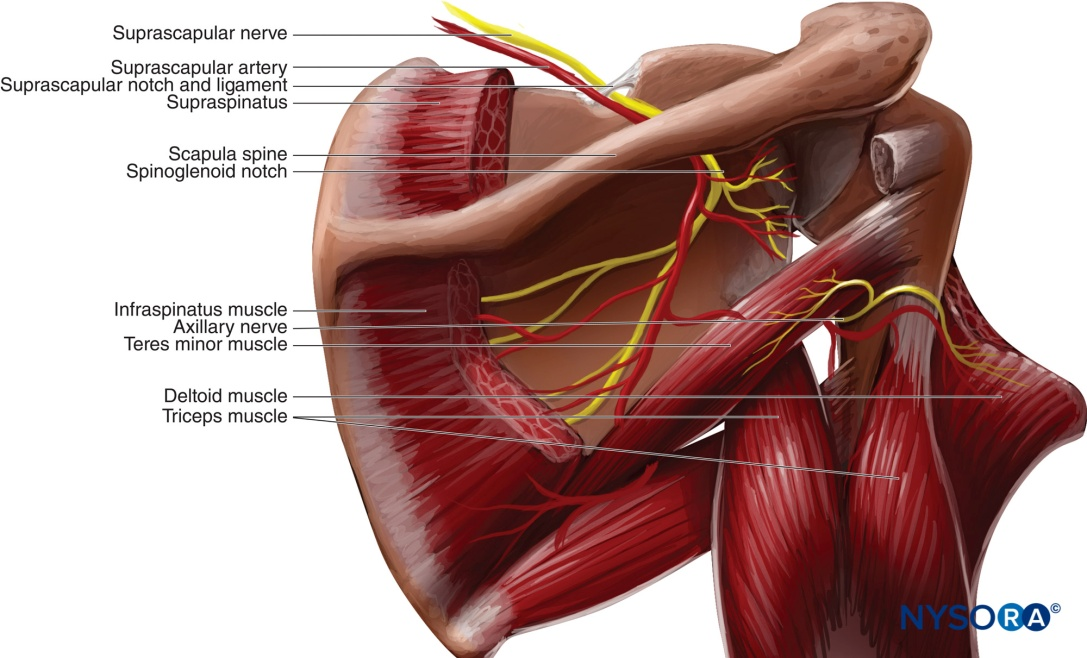 Suprascapular nerve
Suprascapular artery
Suprascapular notch and ligament
Supraspinatus
Scapula spine
Spinoglenoid notch
Infraspinatus muscle
Axillary nerve
Teres minor muscle
Deltoid muscle
Triceps muscle
NYSORA©